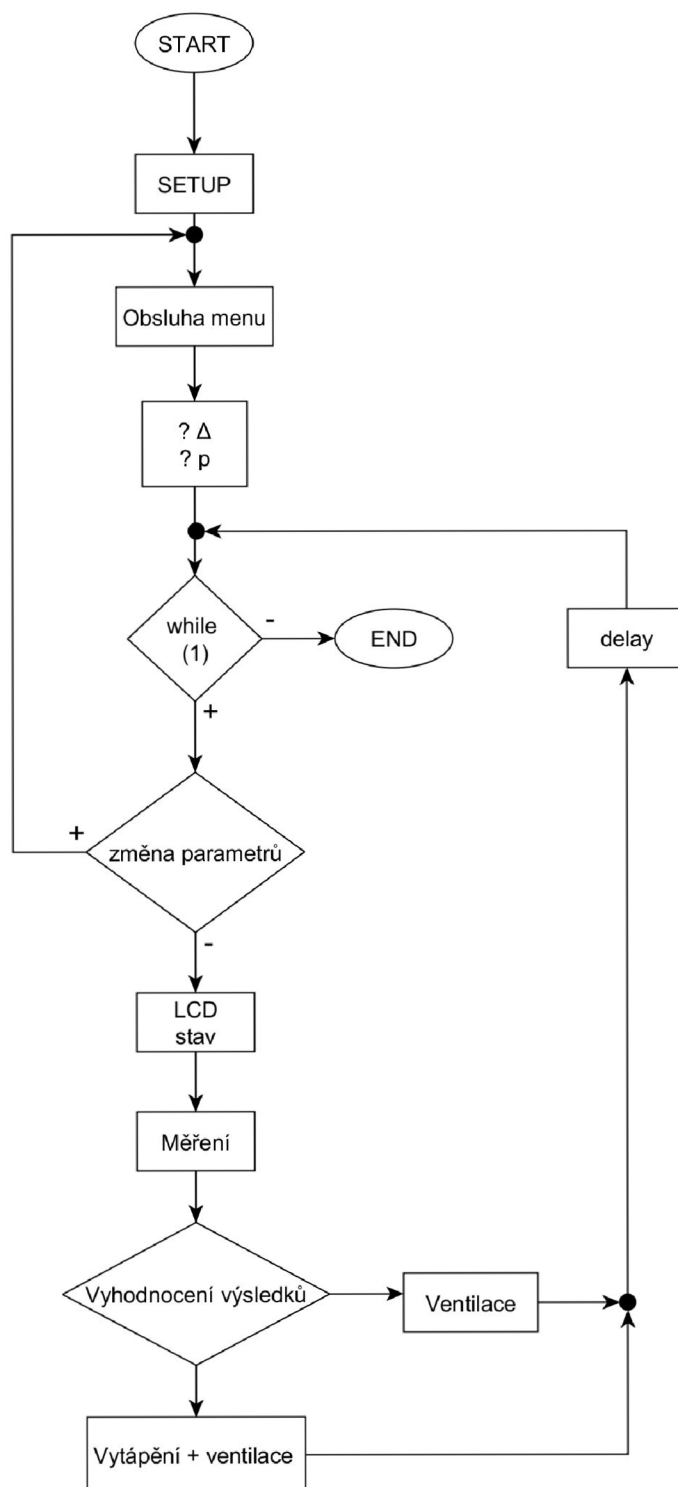 START
SETUP
Obsluha menu
? Δ
? p
while
(1)
-
END
delay
+
změna parametrů
+
-
LCD
stav
Měření
Vyhodnocení výsledků
Ventilace
Vytápění + ventilace